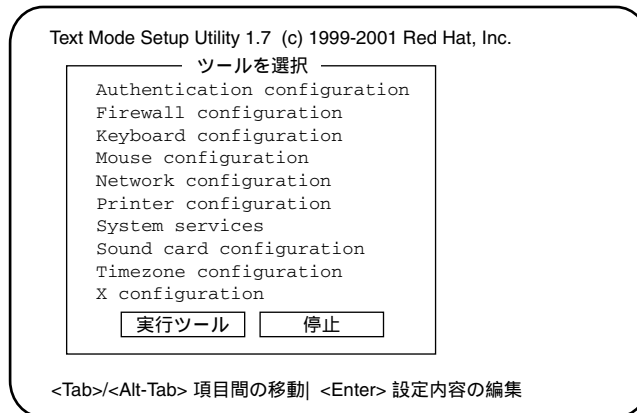 Text Mode Setup Utility 1.7 (c) 1999-2001 Red Hat, Inc.
ツールを選択
Authentication configuration
Firewall configuration
Keyboard configuration
Mouse configuration
Network configuration
Printer configuration
System services
Sound card configuration
Timezone configuration
X configuration
実行ツール 停止
<Tab>/<Alt-Tab> 項目間の移動| <Enter> 設定内容の編集